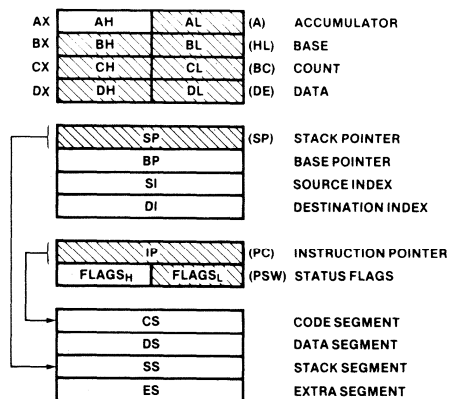 AX AH AL (A) ACCUMULATOR
BX BH BL (HL) BASE
CX CH CL (BC) COUNT
DX DH DL (DE) DATA
SP (SP) STACK POINTER
BP BASE POINTER
SI SOURCE INDEX
DI DESTINATION INDEX
IP (PC) INSTRUCTION POINTER
FLAGSH FLAGSL (PSW) STATUS FLAGS
CS CODE SEGMENT
DS DATA SEGMENT
SS STACK SEGMENT
ES EXTRA SEGMENT